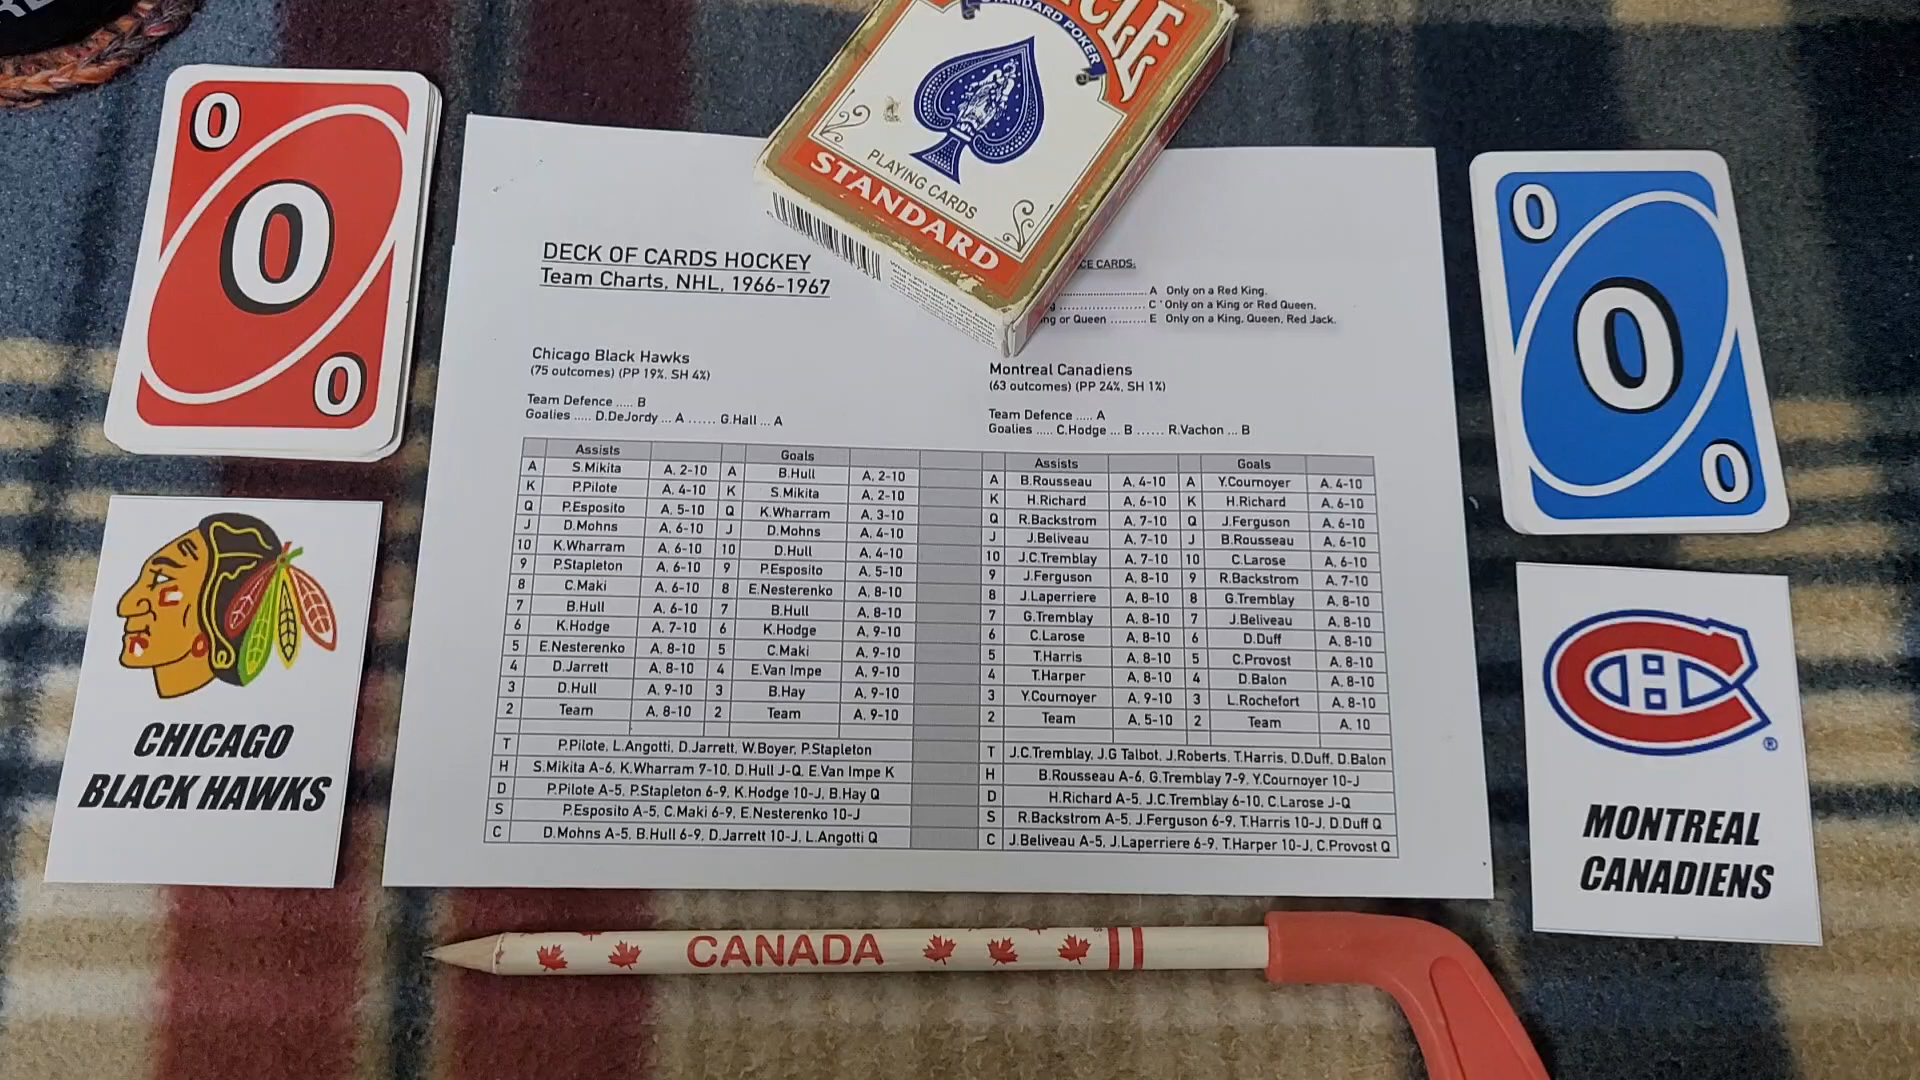 0
0
0
BICYCLE
STANDARD POKER
PLAYING CARDS
STANDARD
0
0
0
DECK OF CARDS HOCKEY
Team Charts, NHL, 1966-1967
CARDS:
A Only on a Red King.
C Only on a King or Red Queen.
or Queen .......... E Only on a King, Queen, Red Jack.
Chicago Black Hawks
(75 outcomes) (PP 19%, SH 4%)
Team Defence ..... B
Goalies ..... D.DeJordy ... A ...... G.Hall ... A
Assists Goals
A S.Mikita A, 2-10 A B.Hull A, 2-10
K P.Pilote A, 4-10 K S.Mikita A, 2-10
Q P.Esposito A, 5-10 Q K.Wharram A, 3-10
J D.Mohns A, 6-10 J D.Mohns A, 4-10
10 K.Wharram A, 6-10 10 D.Hull A, 4-10
9 P.Stapleton A, 6-10 9 P.Esposito A, 5-10
8 C.Maki A, 6-10 8 E.Nesterenko A, 8-10
7 B.Hull A, 6-10 7 B.Hull A, 8-10
6 K.Hodge A, 7-10 6 K.Hodge A, 9-10
5 E.Nesterenko A, 8-10 5 C.Maki A, 9-10
4 D.Jarrett A, 8-10 4 E.Van Impe A, 9-10
3 D.Hull A, 9-10 3 B.Hay A, 9-10
2 Team A, 8-10 2 Team A, 9-10
T P.Pilote, L.Angotti, D.Jarrett, W.Boyer, P.Stapleton
H S.Mikita A-6, K.Wharram 7-10, D.Hull J-Q, E.Van Impe K
D P.Pilote A-5, P.Stapleton 6-9, K.Hodge 10-J, B.Hay Q
S P.Esposito A-5, C.Maki 6-9, E.Nesterenko 10-J
C D.Mohns A-5, B.Hull 6-9, D.Jarrett 10-J, L.Angotti Q
Montreal Canadiens
(63 outcomes) (PP 24%, SH 1%)
Team Defence ..... A
Goalies ..... C.Hodge ... B ...... R.Vachon ... B
Assists Goals
A B.Rousseau A, 4-10 A Y.Cournoyer A, 4-10
K H.Richard A, 6-10 K H.Richard A, 6-10
Q R.Backstrom A, 7-10 Q J.Ferguson A, 6-10
J J.Beliveau A, 7-10 J B.Rousseau A, 6-10
10 J.C.Tremblay A, 7-10 10 C.Larose A, 6-10
9 J.Ferguson A, 8-10 9 R.Backstrom A, 7-10
8 J.Laperriere A, 8-10 8 G.Tremblay A, 8-10
7 G.Tremblay A, 8-10 7 J.Beliveau A, 8-10
6 C.Larose A, 8-10 6 D.Duff A, 8-10
5 T.Harris A, 8-10 5 C.Provost A, 8-10
4 T.Harper A, 8-10 4 D.Balon A, 8-10
3 Y.Cournoyer A, 9-10 3 L.Rochefort A, 8-10
2 Team A, 5-10 2 Team A, 10
T J.C.Tremblay, J.G Talbot, J.Roberts, T.Harris, D.Duff, D.Balon
H B.Rousseau A-6, G.Tremblay 7-9, Y.Cournoyer 10-J
D H.Richard A-5, J.C.Tremblay 6-10, C.Larose J-Q
S R.Backstrom A-5, J.Ferguson 6-9, T.Harris 10-J, D.Duff Q
C J.Beliveau A-5, J.Laperriere 6-9, T.Harper 10-J, C.Provost Q
CHICAGO
BLACK HAWKS
MONTREAL
CANADIENS
CANADA